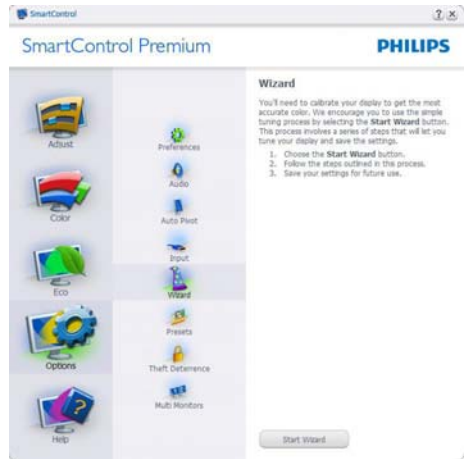 SmartControl
SmartControl Premium
PHILIPS
Adjust
Color
Eco
Options
Help
Preferences
Audio
Auto Pivot
Input
Wizard
Presets
Theft Deterrence
Multi Monitors
Wizard
You'll need to calibrate your display to get the most
accurate color. We encourage you to use the simple
tuning process by selecting the Start Wizard button.
This process involves a series of steps that will let you
tune your display and save the settings.
1. Choose the Start Wizard button.
2. Follow the steps outlined in the process.
3. Save your settings for future use.
Start Wizard